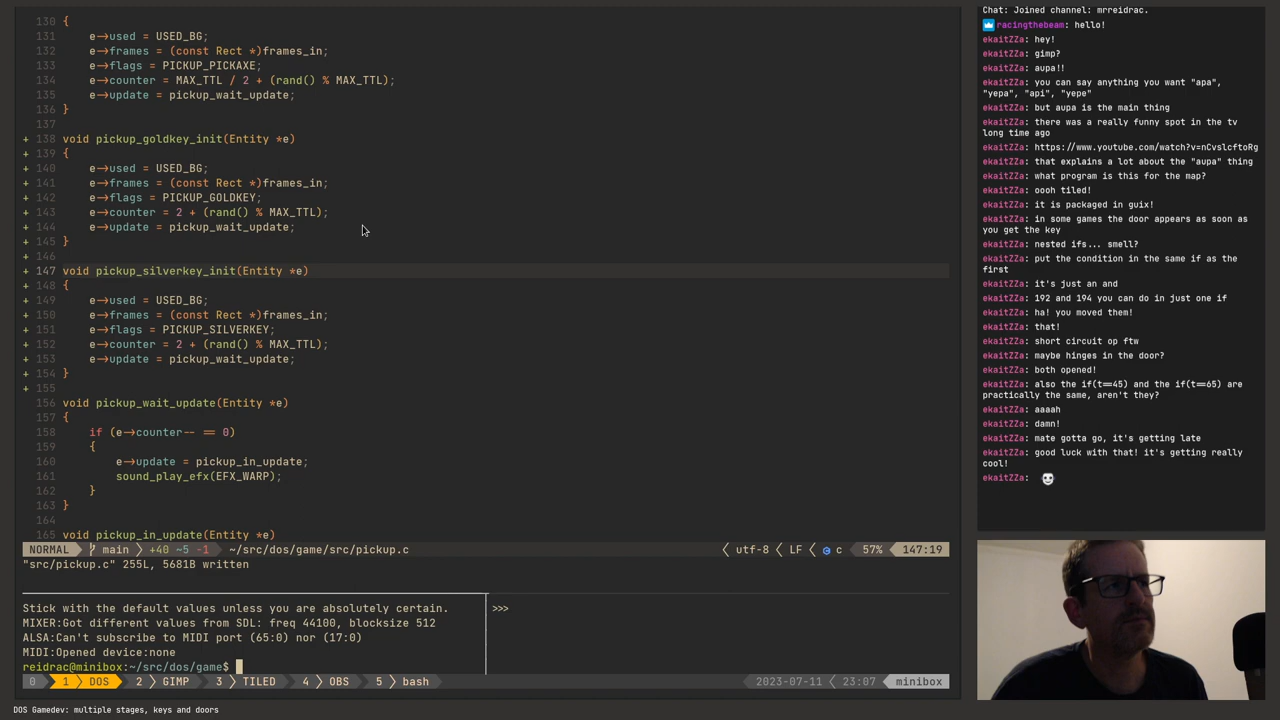 130 {
131     e->used = USED_BG;
132     e->frames = (const Rect *)frames_in;
133     e->flags = PICKUP_PICKAXE;
134     e->counter = MAX_TTL / 2 + (rand() % MAX_TTL);
135     e->update = pickup_wait_update;
136 }
137
+ 138 void pickup_goldkey_init(Entity *e)
+ 139 {
+ 140     e->used = USED_BG;
+ 141     e->frames = (const Rect *)frames_in;
+ 142     e->flags = PICKUP_GOLDKEY;
+ 143     e->counter = 2 + (rand() % MAX_TTL);
+ 144     e->update = pickup_wait_update;
+ 145 }
+ 146
+ 147 void pickup_silverkey_init(Entity *e)
+ 148 {
+ 149     e->used = USED_BG;
+ 150     e->frames = (const Rect *)frames_in;
+ 151     e->flags = PICKUP_SILVERKEY;
+ 152     e->counter = 2 + (rand() % MAX_TTL);
+ 153     e->update = pickup_wait_update;
+ 154 }
+ 155
156 void pickup_wait_update(Entity *e)
157 {
158     if (e->counter-- == 0)
159     {
160         e->update = pickup_in_update;
161         sound_play_efx(EFX_WARP);
162     }
163 }
164
165 void pickup_in_update(Entity *e)
NORMAL main +40 ~5 -1 ~/src/dos/game/src/pickup.c utf-8 LF c 57% 147:19
"src/pickup.c" 255L, 5681B written
Stick with the default values unless you are absolutely certain.
MIXER:Got different values from SDL: freq 44100, blocksize 512
ALSA:Can't subscribe to MIDI port (65:0) nor (17:0)
MIDI:Opened device:none
reidrac@minibox:~/src/dos/game$
>>>
0 1 DOS 2 GIMP 3 TILED 4 OBS 5 bash 2023-07-11 23:07 minibox
DOS Gamedev: multiple stages, keys and doors
Chat: Joined channel: mrreidrac.
racingthebeam: hello!
ekaitZZa: hey!
ekaitZZa: gimp?
ekaitZZa: aupa!!
ekaitZZa: you can say anything you want "apa",
"yepa", "api", "yepe"
ekaitZZa: but aupa is the main thing
ekaitZZa: there was a really funny spot in the tv
long time ago
ekaitZZa: https://www.youtube.com/watch?v=nCvslcftoRg
ekaitZZa: that explains a lot about the "aupa" thing
ekaitZZa: what program is this for the map?
ekaitZZa: oooh tiled!
ekaitZZa: it is packaged in guix!
ekaitZZa: in some games the door appears as soon as
you get the key
ekaitZZa: nested ifs... smell?
ekaitZZa: put the condition in the same if as the
first
ekaitZZa: it's just an and
ekaitZZa: 192 and 194 you can do in just one if
ekaitZZa: ha! you moved them!
ekaitZZa: that!
ekaitZZa: short circuit op ftw
ekaitZZa: maybe hinges in the door?
ekaitZZa: both opened!
ekaitZZa: also the if(t==45) and the if(t==65) are
practically the same, aren't they?
ekaitZZa: aaaah
ekaitZZa: damn!
ekaitZZa: mate gotta go, it's getting late
ekaitZZa: good luck with that! it's getting really
cool!
ekaitZZa: